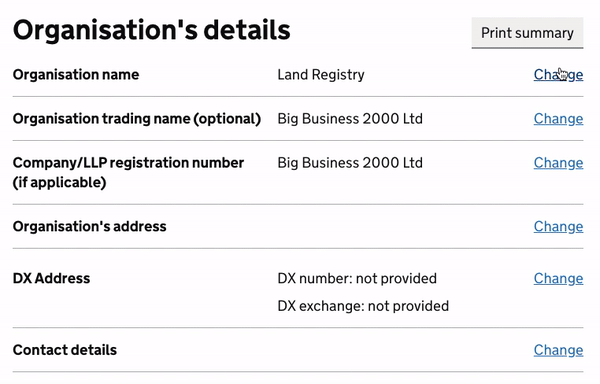 Organisation's details
Print summary
Organisation name Land Registry Change
Organisation trading name (optional) Big Business 2000 Ltd Change
Company/LLP registration number Big Business 2000 Ltd Change
(if applicable)
Organisation's address Change
DX Address DX number: not provided Change
DX exchange: not provided
Contact details Change